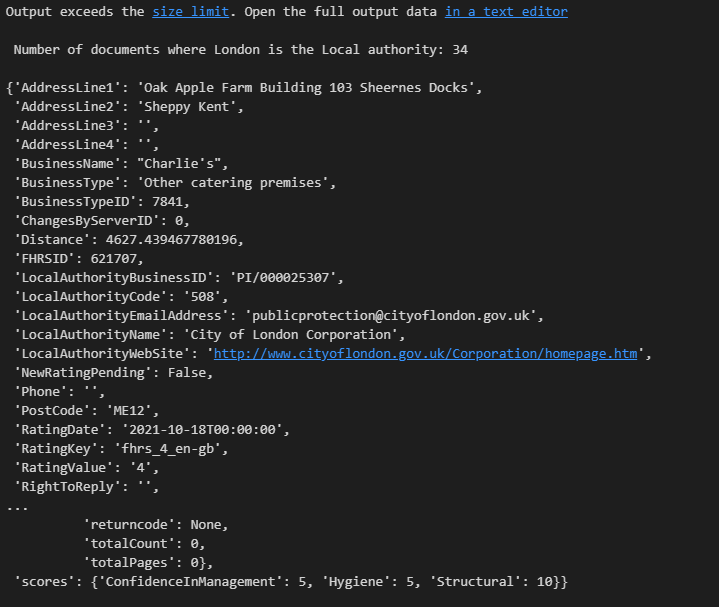 Output exceeds the size limit. Open the full output data in a text editor
Number of documents where London is the Local authority: 34
{'AddressLine1': 'Oak Apple Farm Building 103 Sheernes Docks',
'AddressLine2': 'Sheppy Kent',
'AddressLine3': '',
'AddressLine4': '',
'BusinessName': "Charlie's",
'BusinessType': 'Other catering premises',
'BusinessTypeID': 7841,
'ChangesByServerID': 0,
'Distance': 4627.439467780196,
'FHRSID': 621707,
'LocalAuthorityBusinessID': 'PI/000025307',
'LocalAuthorityCode': '508',
'LocalAuthorityEmailAddress': 'publicprotection@cityoflondon.gov.uk',
'LocalAuthorityName': 'City of London Corporation',
'LocalAuthorityWebSite': 'http://www.cityoflondon.gov.uk/Corporation/homepage.htm',
'NewRatingPending': False,
'Phone': '',
'PostCode': 'ME12',
'RatingDate': '2021-10-18T00:00:00',
'RatingKey': 'fhrs_4_en-gb',
'RatingValue': '4',
'RightToReply': '',
...
'returncode': None,
'totalCount': 0,
'totalPages': 0},
'scores': {'ConfidenceInManagement': 5, 'Hygiene': 5, 'Structural': 10}}